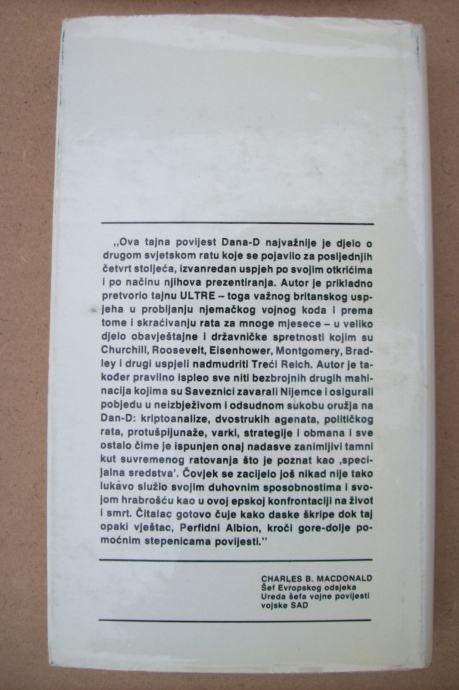 „Ova tajna povijest Dana-D najvažnije je djelo o
drugom svjetskom ratu koje se pojavilo za posljednjih
četvrt stoljeća, izvanredan uspjeh po svojim otkrićima
i po načinu njihova prezentiranja. Autor je prikladno
pretvorio tajnu ULTRE – toga važnog britanskog usp-
jeha u probijanju njemačkog vojnog koda i prema
tome i skraćivanju rata za mnoge mjesece – u veliko
djelo obavještajne i državničke spretnosti kojim su
Churchill, Roosevelt, Eisenhower, Montgomery, Brad-
ley i drugi uspjeli nadmudriti Treći Reich. Autor je ta-
kođer pravilno ispleo sve niti bezbrojnih drugih mahi-
nacija kojima su Saveznici zavarali Nijemce i osigurali
pobjedu u neizbježivom i odsudnom sukobu oružja na
Dan-D: kriptoanalize, dvostrukih agenata, političkog
rata, protušpijunaže, varki, strategije i obmana i sve
ostalo čime je ispunjen onaj nadasve zanimljivi tamni
kut suvremenog ratovanja što je poznat kao ‚speci-
jalna sredstva’. Čovjek se zacijelo još nikad nije tako
lukavo služio svojim duhovnim sposobnostima i svo-
jom hrabrošću kao u ovoj epskoj konfrontaciji na život
i smrt. Čitalac gotovo čuje kako daske škripe dok taj
opaki vještac, Perfidni Albion, kroči gore-dolje po-
moćnim stepenicama povijesti.”
CHARLES B. MACDONALD
Šef Evropskog odsjeka
Ureda šefa vojne povijesti
vojske SAD